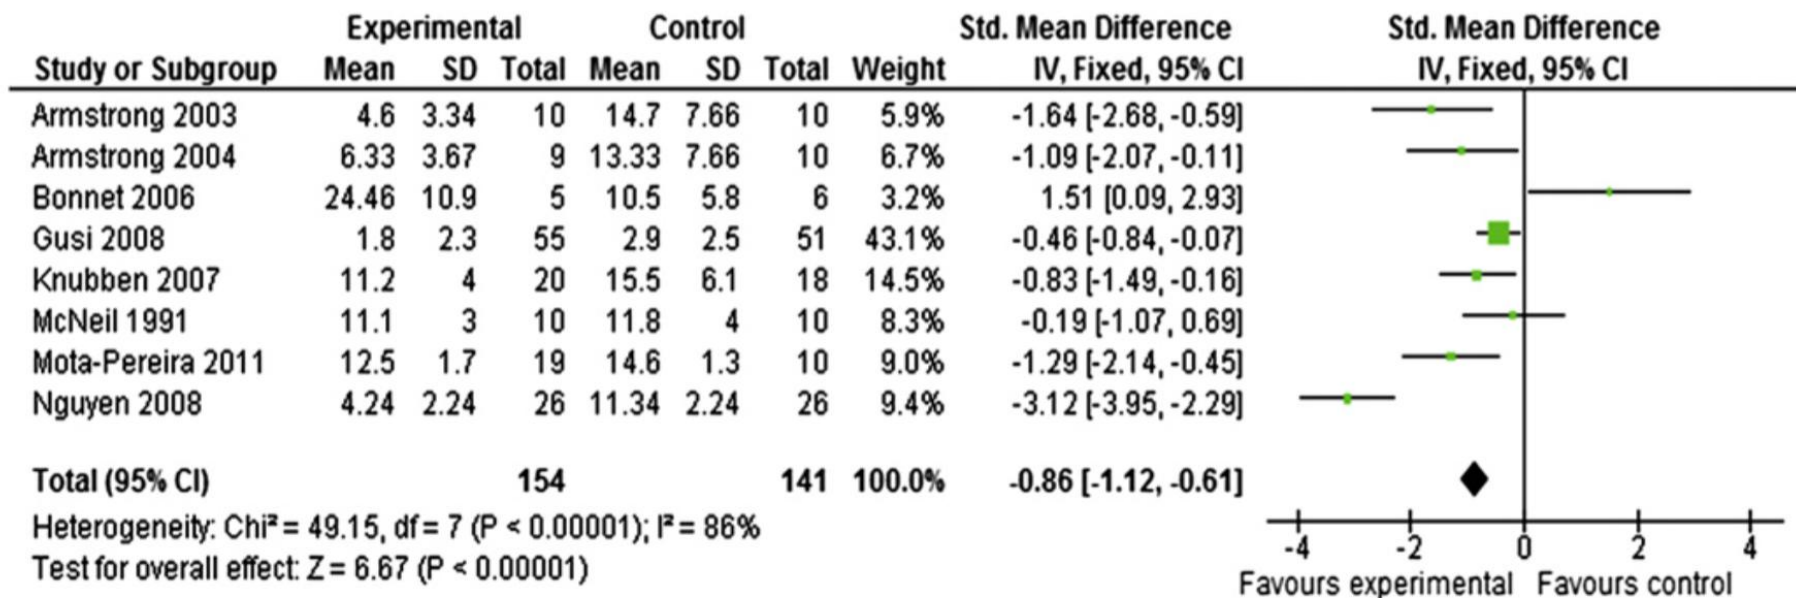 Experimental Control Std. Mean Difference Std. Mean Difference
Study or Subgroup Mean SD Total Mean SD Total Weight IV, Fixed, 95% CI IV, Fixed, 95% CI
Armstrong 2003 4.6 3.34 10 14.7 7.66 10 5.9% -1.64 [-2.68, -0.59]
Armstrong 2004 6.33 3.67 9 13.33 7.66 10 6.7% -1.09 [-2.07, -0.11]
Bonnet 2006 24.46 10.9 5 10.5 5.8 6 3.2% 1.51 [0.09, 2.93]
Gusi 2008 1.8 2.3 55 2.9 2.5 51 43.1% -0.46 [-0.84, -0.07]
Knubben 2007 11.2 4 20 15.5 6.1 18 14.5% -0.83 [-1.49, -0.16]
McNeil 1991 11.1 3 10 11.8 4 10 8.3% -0.19 [-1.07, 0.69]
Mota-Pereira 2011 12.5 1.7 19 14.6 1.3 10 9.0% -1.29 [-2.14, -0.45]
Nguyen 2008 4.24 2.24 26 11.34 2.24 26 9.4% -3.12 [-3.95, -2.29]
Total (95% CI) 154 141 100.0% -0.86 [-1.12, -0.61]
Heterogeneity: Chi² = 49.15, df = 7 (P < 0.00001); I² = 86%
Test for overall effect: Z = 6.67 (P < 0.00001)
-4 -2 0 2 4
Favours experimental Favours control